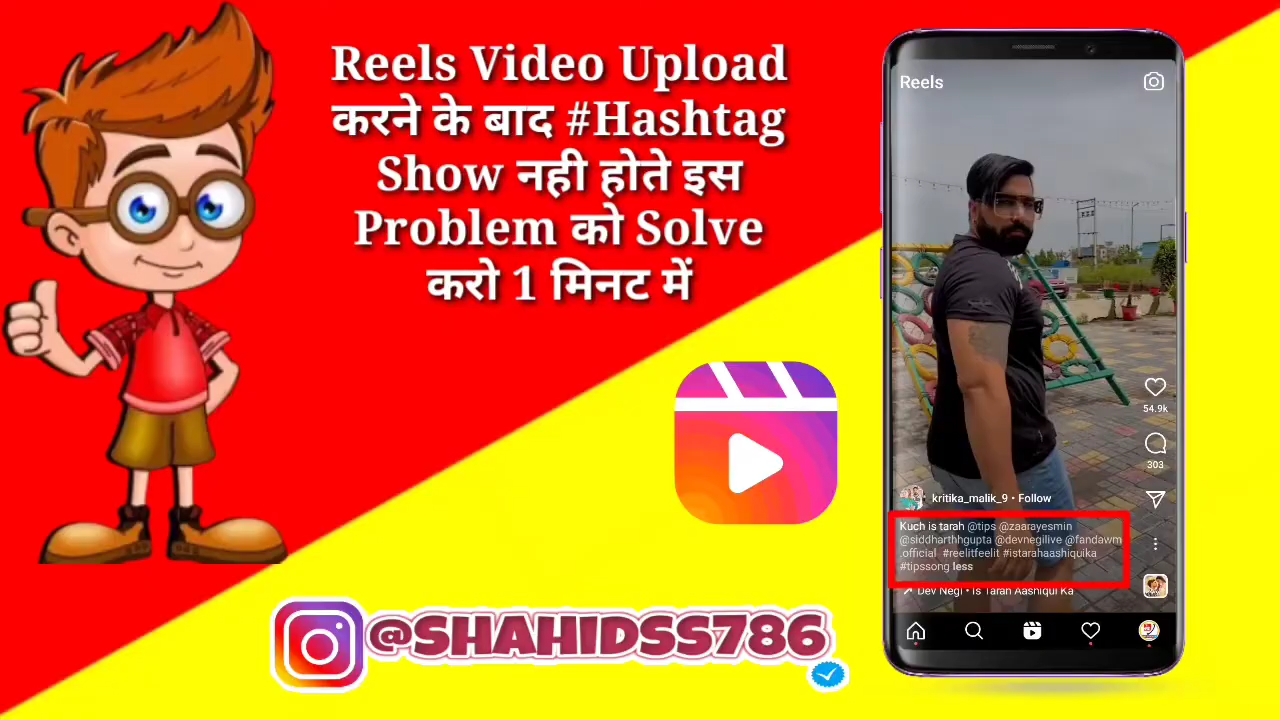 Reels Video Upload
करने के बाद #Hashtag
Show नही होते इस
Problem को Solve
करो 1 मिनट में
Reels
54.9k
303
kritika_malik_9 • Follow
Kuch is tarah @tips @zaarayesmin
@siddharthhgupta @devnegilive @fandawm
.official #reelitfeelit #istarahaashiquika
#tipssong less
Dev Negi • Is Tarah Aashiqui Ka
@SHAHIDSS786